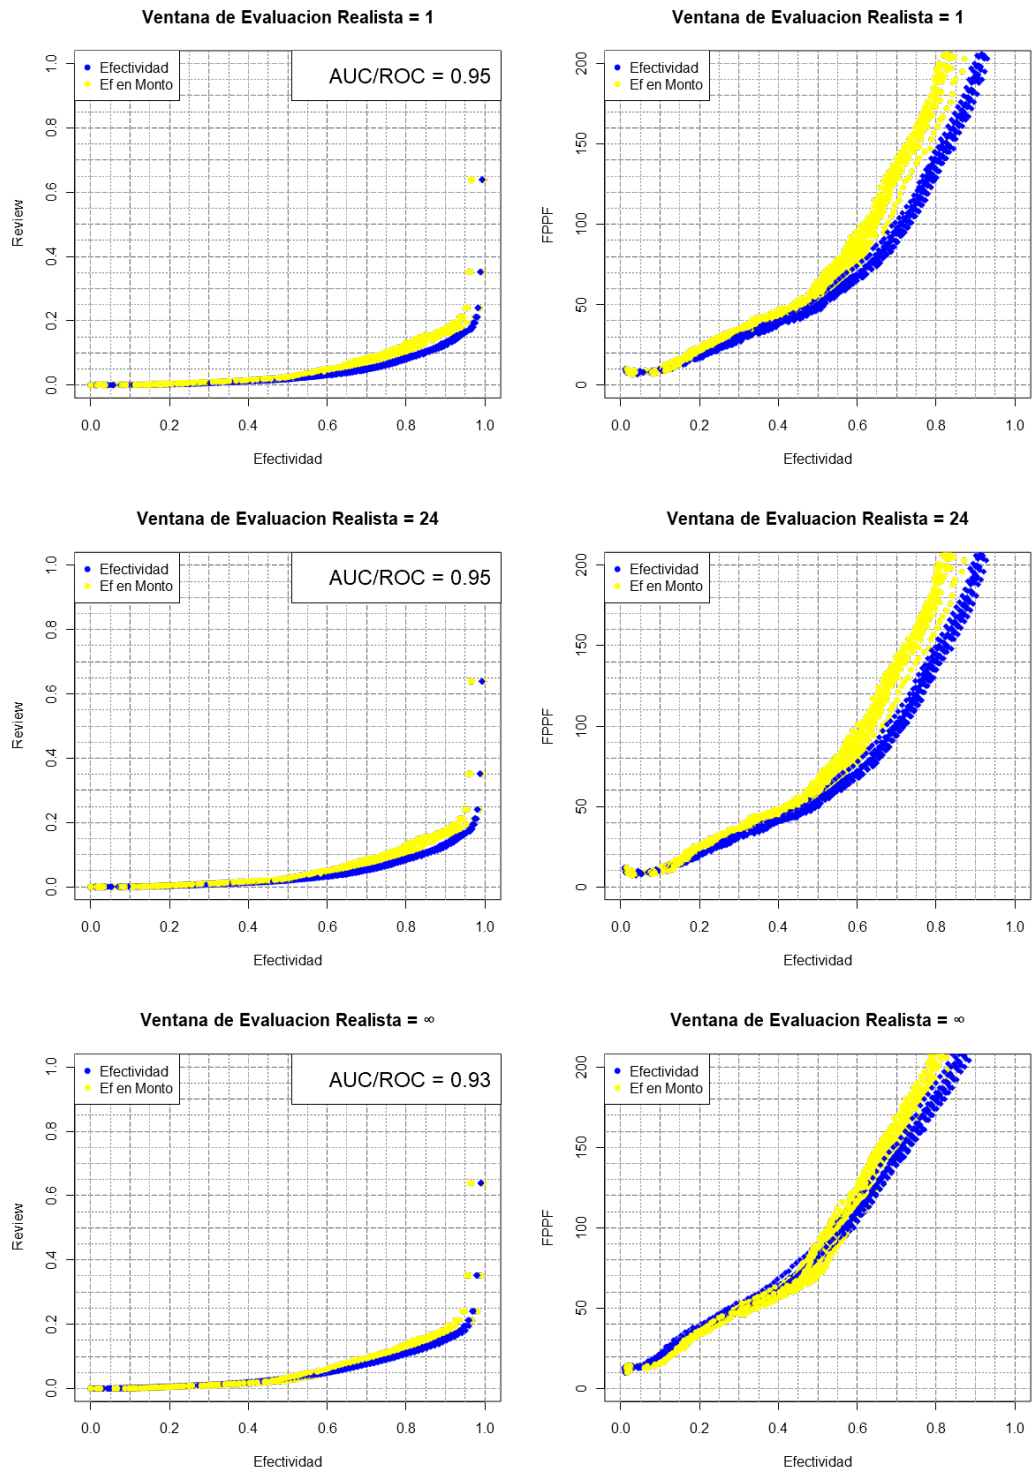 Ventana de Evaluacion Realista = 1
Efectividad
Ef en Monto
AUC/ROC = 0.95
Review
0.0 0.2 0.4 0.6 0.8 1.0
0.0 0.2 0.4 0.6 0.8 1.0
Efectividad
Ventana de Evaluacion Realista = 1
Efectividad
Ef en Monto
FPPF
0 50 100 150 200
0.0 0.2 0.4 0.6 0.8 1.0
Efectividad
Ventana de Evaluacion Realista = 24
Efectividad
Ef en Monto
AUC/ROC = 0.95
Review
0.0 0.2 0.4 0.6 0.8 1.0
0.0 0.2 0.4 0.6 0.8 1.0
Efectividad
Ventana de Evaluacion Realista = 24
Efectividad
Ef en Monto
FPPF
0 50 100 150 200
0.0 0.2 0.4 0.6 0.8 1.0
Efectividad
Ventana de Evaluacion Realista = ∞
Efectividad
Ef en Monto
AUC/ROC = 0.93
Review
0.0 0.2 0.4 0.6 0.8 1.0
0.0 0.2 0.4 0.6 0.8 1.0
Efectividad
Ventana de Evaluacion Realista = ∞
Efectividad
Ef en Monto
FPPF
0 50 100 150 200
0.0 0.2 0.4 0.6 0.8 1.0
Efectividad